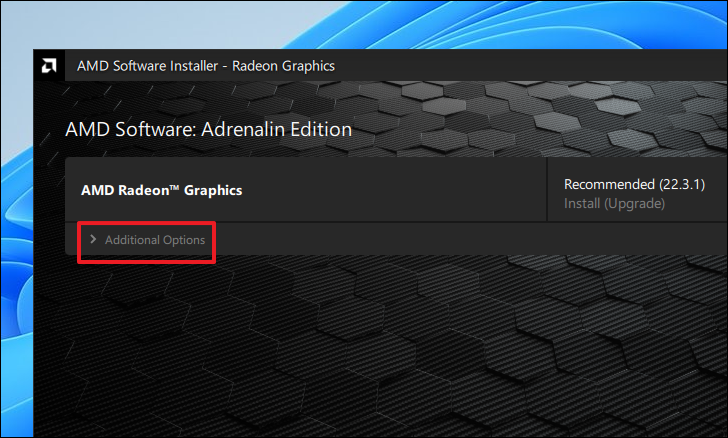 AMD Software Installer - Radeon Graphics
AMD Software: Adrenalin Edition
AMD Radeon™ Graphics
Recommended (22.3.1)
Install (Upgrade)
Additional Options